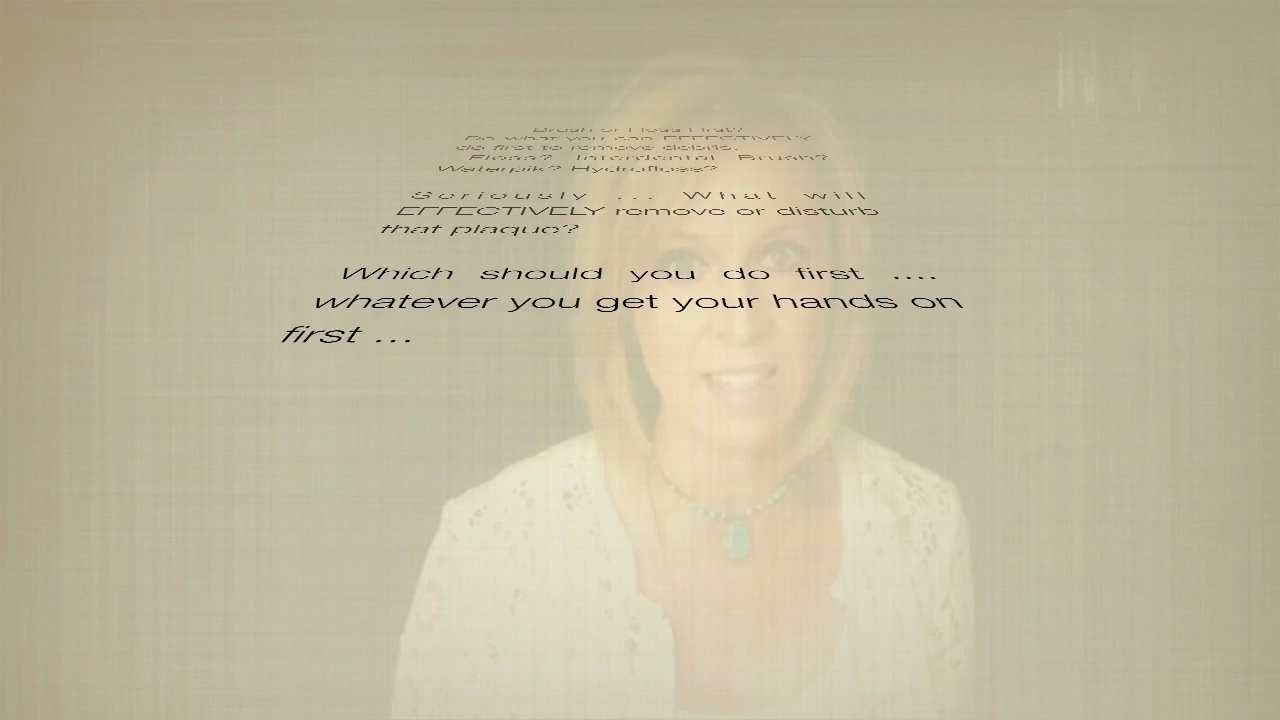 Brush or Floss First?
Do what you can EFFECTIVELY
do first to remove debris.
Floss? Interdental Brush?
Waterpik? Hydrofloss?
Seriously ... What will
EFFECTIVELY remove or disturb
that plaque?
Which should you do first ....
whatever you get your hands on
first ...